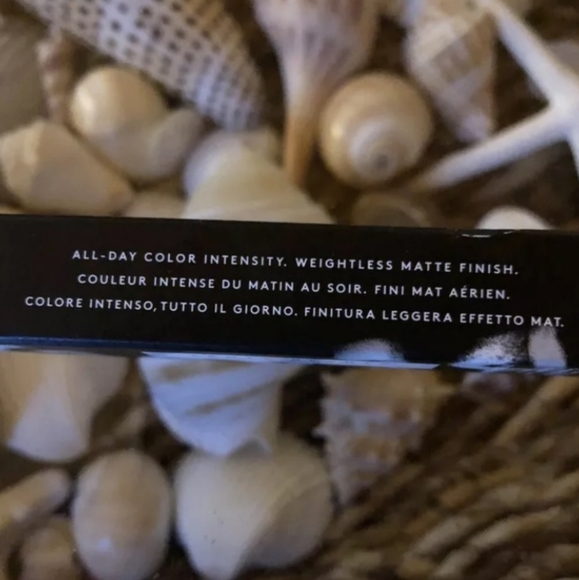 ALL-DAY COLOR INTENSITY. WEIGHTLESS MATTE FINISH.
COULEUR INTENSE DU MATIN AU SOIR. FINI MAT AÉRIEN.
COLORE INTENSO, TUTTO IL GIORNO. FINITURA LEGGERA EFFETTO MAT.